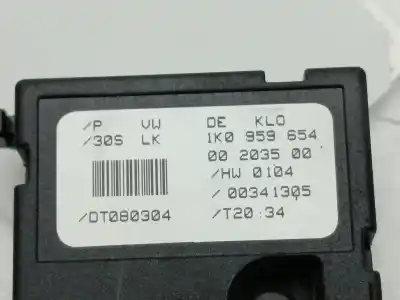 /P VW DE KLO
/30S LK 1K0 959 654
00 2035 00
/HW 0104
/00341305
/DT080304 /T20:34